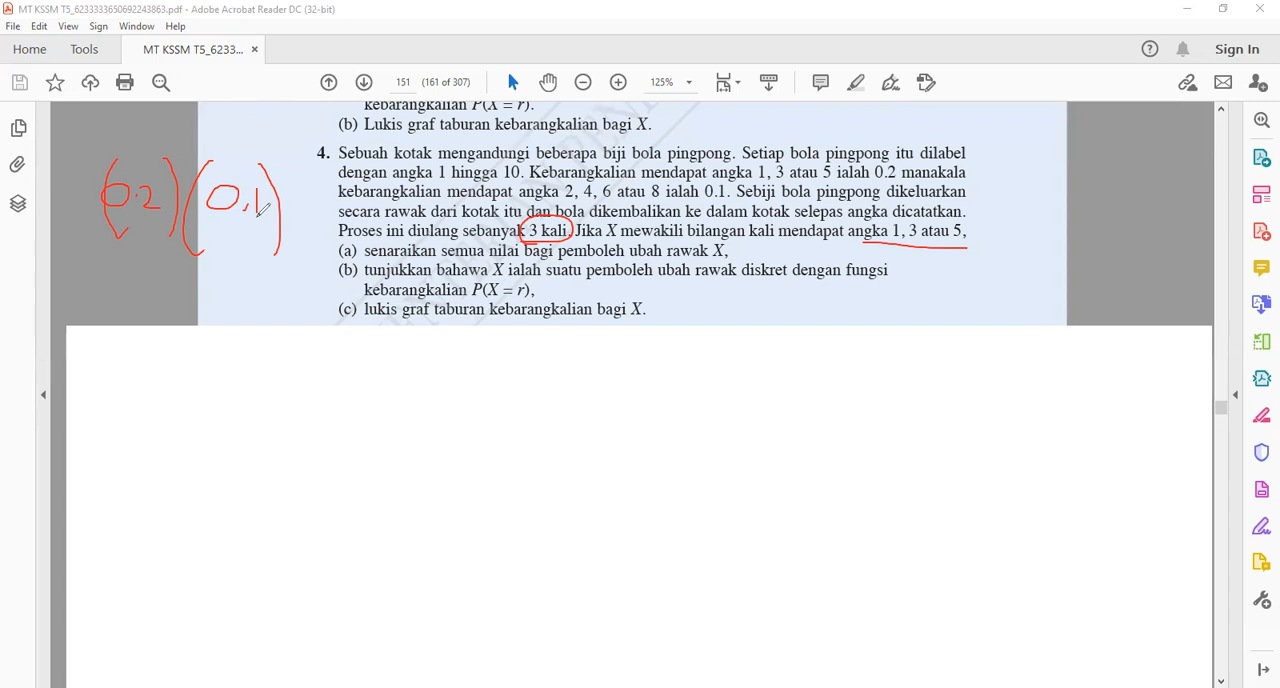 MT KSSM T5_6233333650692243863.pdf - Adobe Acrobat Reader DC (32-bit)
File Edit View Sign Window Help
Home Tools MT KSSM T5_6233... × Sign In
151 (161 of 307) 125%
kebarangkalian P(X = r).
(b) Lukis graf taburan kebarangkalian bagi X.
4. Sebuah kotak mengandungi beberapa biji bola pingpong. Setiap bola pingpong itu dilabel
dengan angka 1 hingga 10. Kebarangkalian mendapat angka 1, 3 atau 5 ialah 0.2 manakala
kebarangkalian mendapat angka 2, 4, 6 atau 8 ialah 0.1. Sebiji bola pingpong dikeluarkan
secara rawak dari kotak itu dan bola dikembalikan ke dalam kotak selepas angka dicatatkan.
Proses ini diulang sebanyak 3 kali. Jika X mewakili bilangan kali mendapat angka 1, 3 atau 5,
(a) senaraikan semua nilai bagi pemboleh ubah rawak X,
(b) tunjukkan bahawa X ialah suatu pemboleh ubah rawak diskret dengan fungsi
kebarangkalian P(X = r),
(c) lukis graf taburan kebarangkalian bagi X.
(0.2) (0.1)